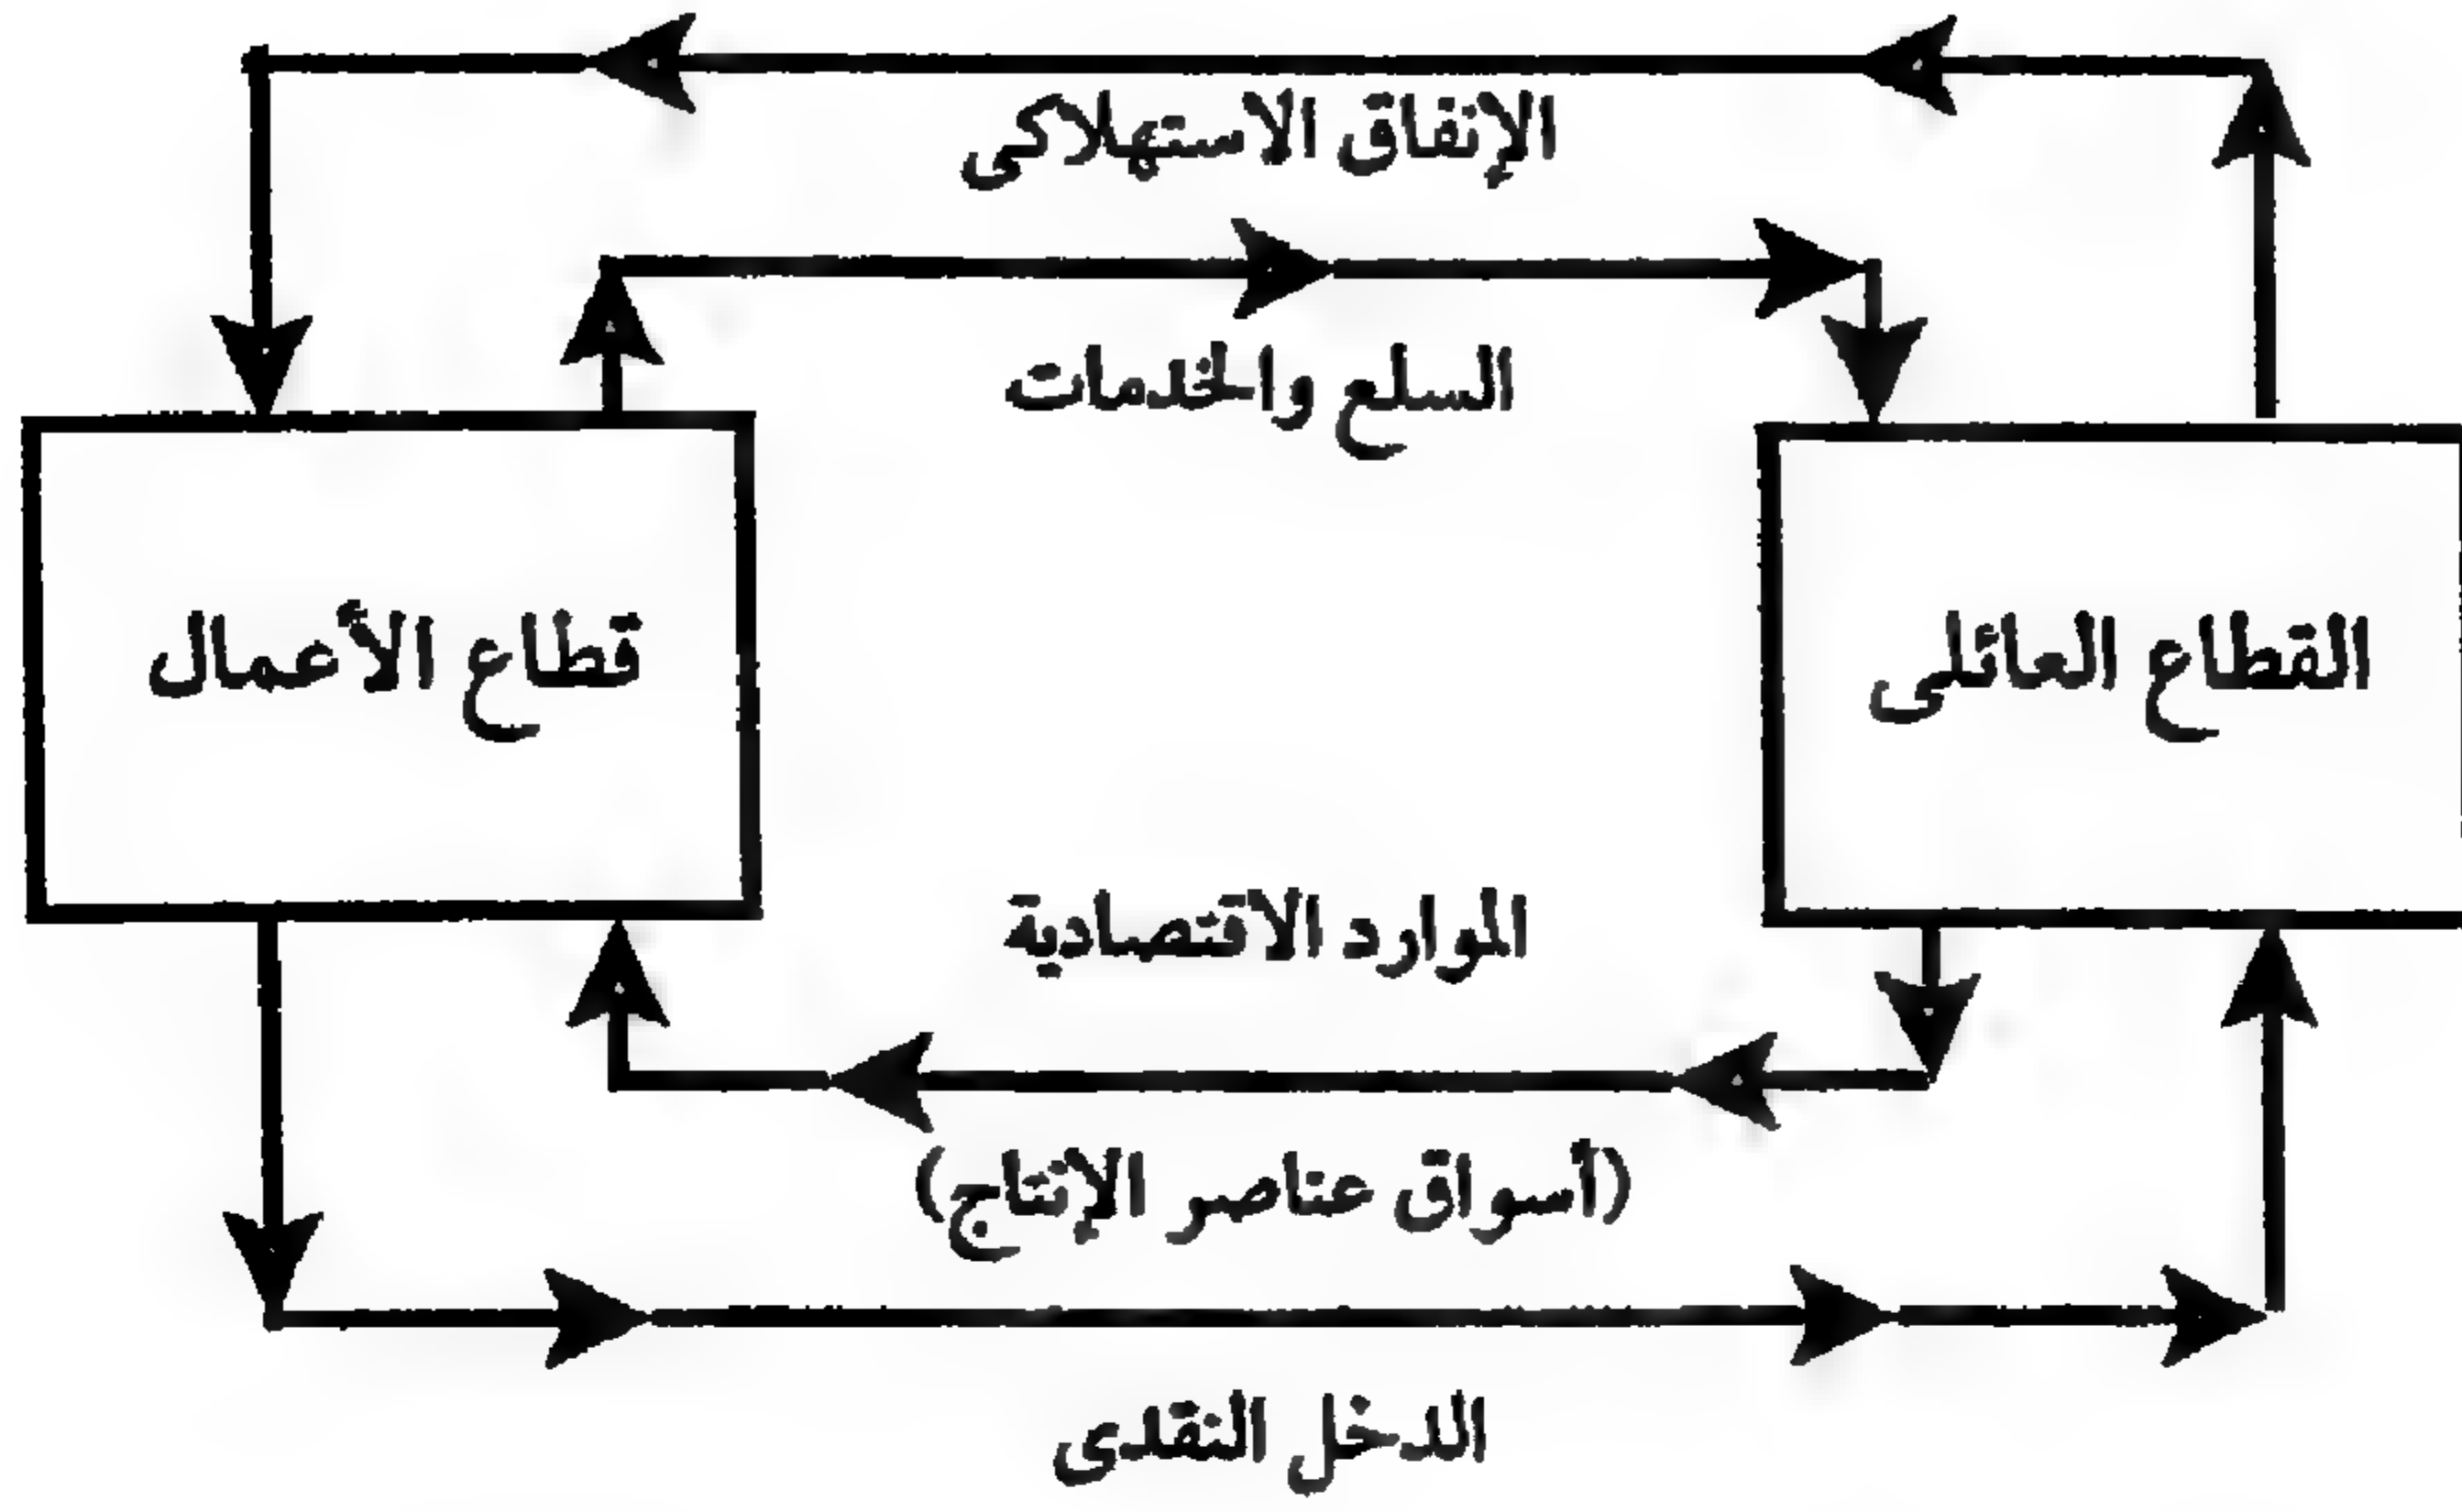 الإنفاق الاستهلاكى
السلع والخدمات
القطاع العائلى
قطاع الأعمال
الموارد الاقتصادية
(أسواق عناصر الإنتاج)
الدخل النقدى